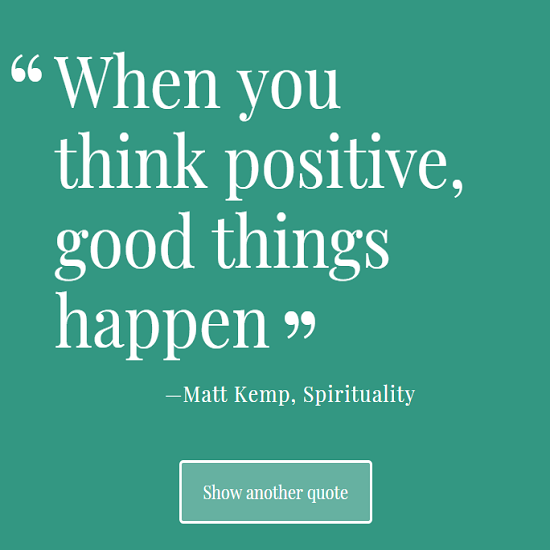 “When you
think positive,
good things
happen”
—Matt Kemp, Spirituality
Show another quote